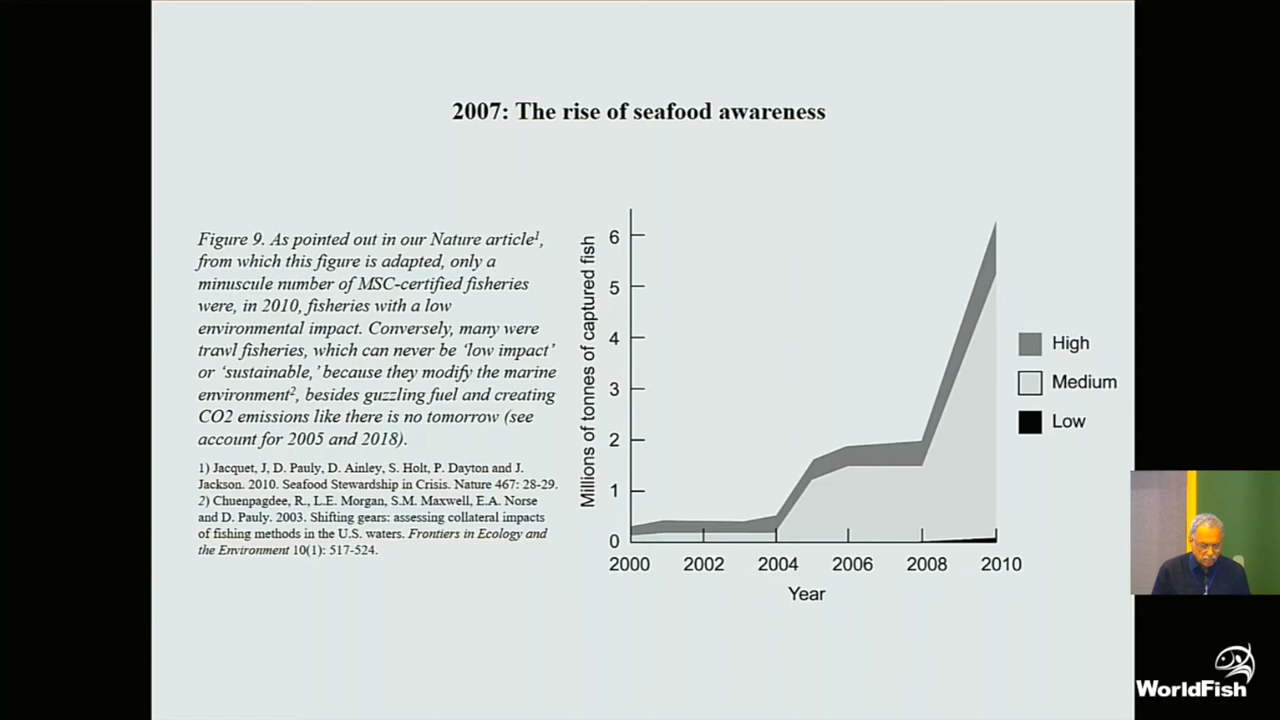 2007: The rise of seafood awareness
Figure 9. As pointed out in our Nature article1,
from which this figure is adapted, only a
minuscule number of MSC-certified fisheries
were, in 2010, fisheries with a low
environmental impact. Conversely, many were
trawl fisheries, which can never be ‘low impact’
or ‘sustainable,’ because they modify the marine
environment2, besides guzzling fuel and creating
CO2 emissions like there is no tomorrow (see
account for 2005 and 2018).
1) Jacquet, J, D. Pauly, D. Ainley, S. Holt, P. Dayton and J.
Jackson. 2010. Seafood Stewardship in Crisis. Nature 467: 28-29.
2) Chuenpagdee, R., L.E. Morgan, S.M. Maxwell, E.A. Norse
and D. Pauly. 2003. Shifting gears: assessing collateral impacts
of fishing methods in the U.S. waters. Frontiers in Ecology and
the Environment 10(1): 517-524.
Millions of tonnes of captured fish
6
5
4
3
2
1
0
2000 2002 2004 2006 2008 2010
Year
High
Medium
Low
WorldFish